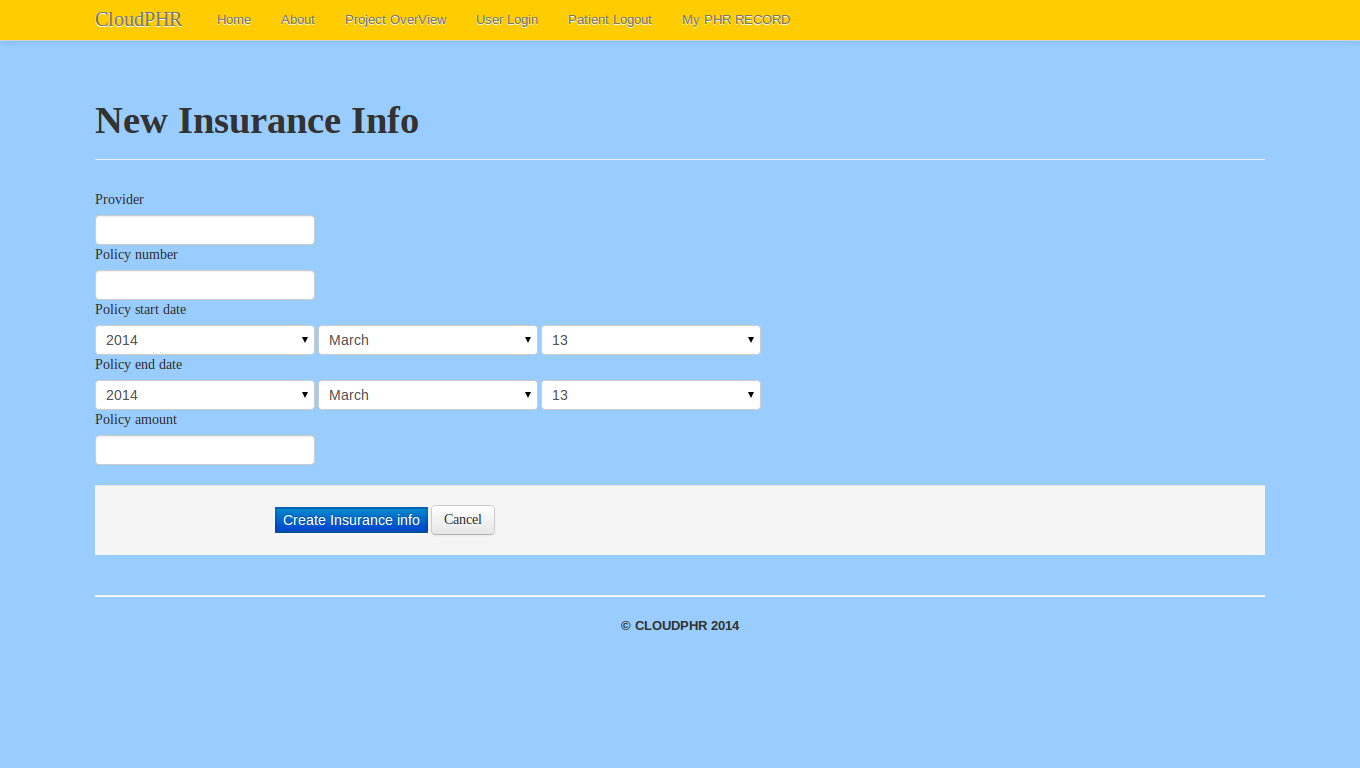 CloudPHR Home About Project OverView User Login Patient Logout My PHR RECORD
New Insurance Info
Provider
Policy number
Policy start date
2014 March 13
Policy end date
2014 March 13
Policy amount
Create Insurance info Cancel
© CLOUDPHR 2014